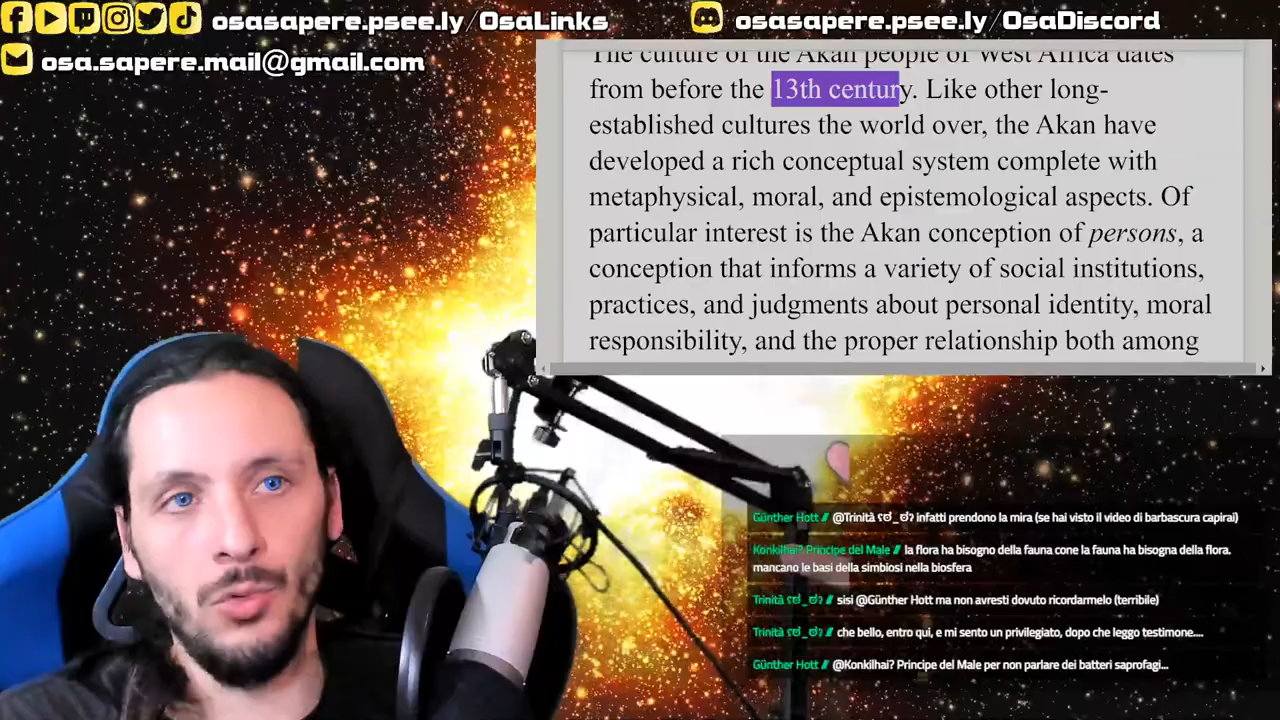 osasapere.psee.ly/OsaLinks
osasapere.psee.ly/OsaDiscord
osa.sapere.mail@gmail.com
The culture of the Akan people of West Africa dates
from before the 13th century. Like other long-
established cultures the world over, the Akan have
developed a rich conceptual system complete with
metaphysical, moral, and epistemological aspects. Of
particular interest is the Akan conception of persons, a
conception that informs a variety of social institutions,
practices, and judgments about personal identity, moral
responsibility, and the proper relationship both among
Günther Hott // @Trinità ʕಠ_ಠʔ infatti prendono la mira (se hai visto il video di barbascura capirai)
Konkilhai? Principe del Male // la flora ha bisogno della fauna cone la fauna ha bisogna della flora.
mancano le basi della simbiosi nella biosfera
Trinità ʕಠ_ಠʔ // sisi @Günther Hott ma non avresti dovuto ricordarmelo (terribile)
Trinità ʕಠ_ಠʔ // che bello, entro qui, e mi sento un privilegiato, dopo che leggo testimone....
Günther Hott // @Konkilhai? Principe del Male per non parlare dei batteri saprofagi...